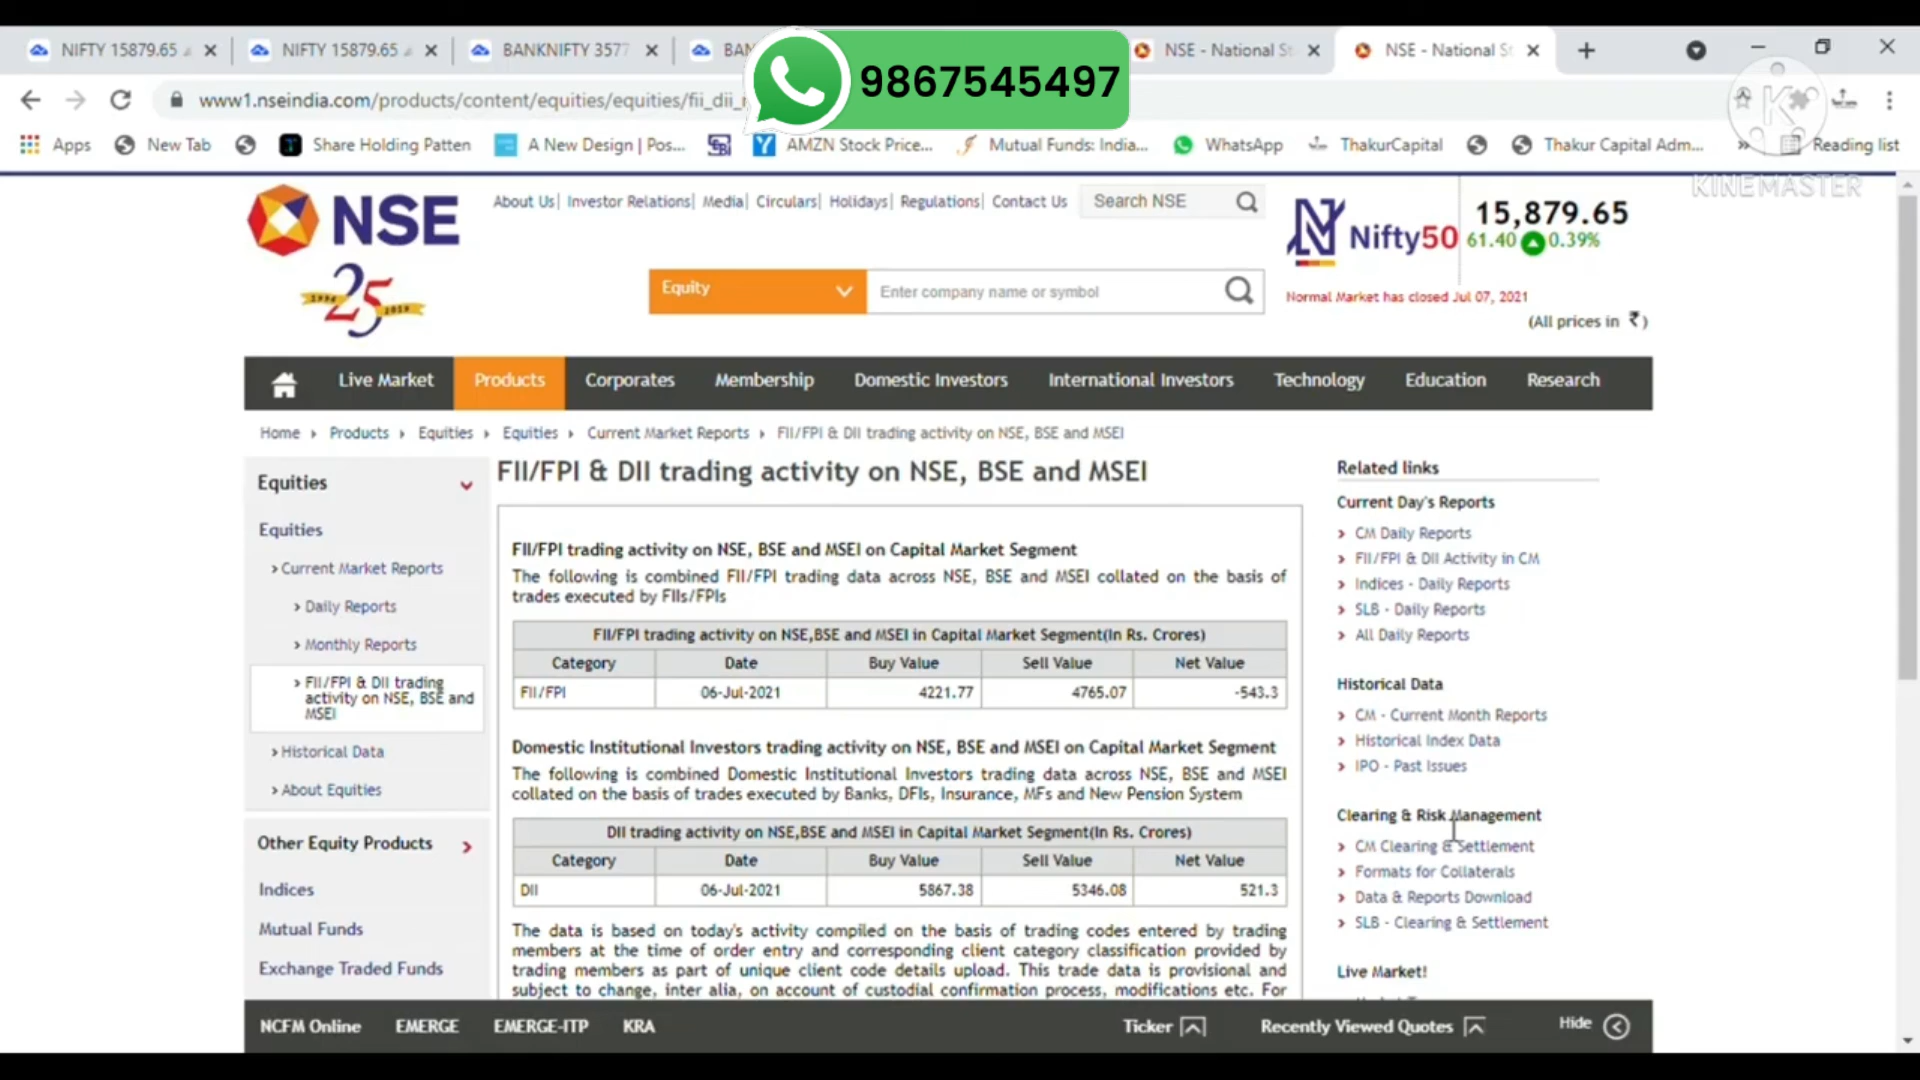 NIFTY 15879.65
NIFTY 15879.65
BANKNIFTY 3577
BAN
NSE - National St
NSE - National St
9867545497
www1.nseindia.com/products/content/equities/equities/fii_dii_
Apps
New Tab
Share Holding Patten
A New Design | Pos...
AMZN Stock Price...
Mutual Funds: India...
WhatsApp
ThakurCapital
Thakur Capital Adm...
»
Reading list
KINEMASTER
NSE
25
1994
2019
About Us| Investor Relations| Media| Circulars| Holidays| Regulations| Contact Us
Search NSE
Nifty50
15,879.65
61.40 0.39%
Normal Market has closed Jul 07, 2021
(All prices in ₹)
Equity
Enter company name or symbol
Live Market
Products
Corporates
Membership
Domestic Investors
International Investors
Technology
Education
Research
Home › Products › Equities › Equities › Current Market Reports › FII/FPI & DII trading activity on NSE, BSE and MSEI
Equities
Equities
› Current Market Reports
› Daily Reports
› Monthly Reports
› FII/FPI & DII trading
activity on NSE, BSE and
MSEI
› Historical Data
› About Equities
Other Equity Products
Indices
Mutual Funds
Exchange Traded Funds
FII/FPI & DII trading activity on NSE, BSE and MSEI
FII/FPI trading activity on NSE, BSE and MSEI on Capital Market Segment
The following is combined FII/FPI trading data across NSE, BSE and MSEI collated on the basis of
trades executed by FIIs/FPIs
FII/FPI trading activity on NSE,BSE and MSEI in Capital Market Segment(In Rs. Crores)
Category Date Buy Value Sell Value Net Value
FII/FPI 06-Jul-2021 4221.77 4765.07 -543.3
Domestic Institutional Investors trading activity on NSE, BSE and MSEI on Capital Market Segment
The following is combined Domestic Institutional Investors trading data across NSE, BSE and MSEI
collated on the basis of trades executed by Banks, DFIs, Insurance, MFs and New Pension System
DII trading activity on NSE,BSE and MSEI in Capital Market Segment(In Rs. Crores)
Category Date Buy Value Sell Value Net Value
DII 06-Jul-2021 5867.38 5346.08 521.3
The data is based on today's activity compiled on the basis of trading codes entered by trading
members at the time of order entry and corresponding client category classification provided by
trading members as part of unique client code details upload. This trade data is provisional and
subject to change, inter alia, on account of custodial confirmation process, modifications etc. For
Related links
Current Day's Reports
› CM Daily Reports
› FII/FPI & DII Activity in CM
› Indices - Daily Reports
› SLB - Daily Reports
› All Daily Reports
Historical Data
› CM - Current Month Reports
› Historical Index Data
› IPO - Past Issues
Clearing & Risk Management
› CM Clearing & Settlement
› Formats for Collaterals
› Data & Reports Download
› SLB - Clearing & Settlement
Live Market!
NCFM Online
EMERGE
EMERGE-ITP
KRA
Ticker
Recently Viewed Quotes
Hide